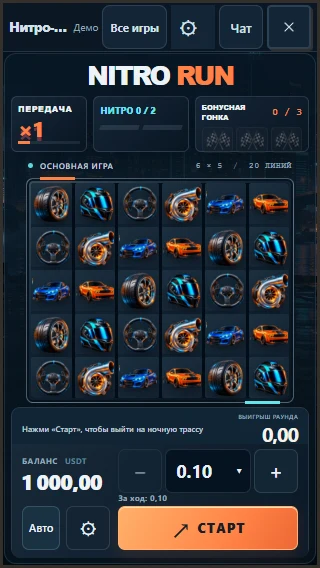 Нитро-... Демо Все игры Чат ×
NITRO RUN
ПЕРЕДАЧА
×1
НИТРО 0 / 2
БОНУСНАЯ ГОНКА 0 / 3
ОСНОВНАЯ ИГРА 6 × 5 / 20 ЛИНИЙ
ВЫИГРЫШ РАУНДА
Нажми «Старт», чтобы выйти на ночную трассу
0,00
БАЛАНС USDT
1 000,00
− 0.10 ▾ +
За ход: 0,10
Авто
↗ СТАРТ